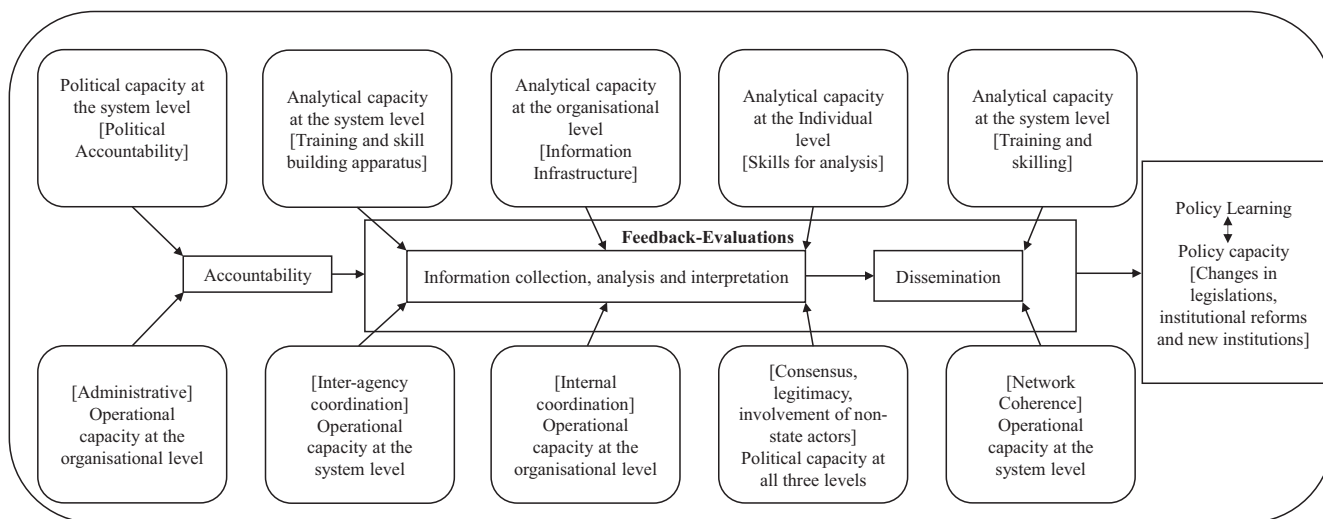 Political capacity at
the system level
[Political
Accountability]
Analytical capacity
at the system level
[Training and skill
building apparatus]
Analytical capacity
at the organisational
level
[Information
Infrastructure]
Analytical capacity
at the Individual
level
[Skills for analysis]
Analytical capacity
at the system level
[Training and
skilling]
Feedback-Evaluations
Accountability
Information collection, analysis and interpretation
Dissemination
Policy Learning
Policy capacity
[Changes in
legislations,
institutional reforms
and new institutions]
[Administrative]
Operational
capacity at the
organisational level
[Inter-agency
coordination]
Operational
capacity at the
system level
[Internal
coordination]
Operational
capacity at the
organisational level
[Consensus,
legitimacy,
involvement of non-
state actors]
Political capacity at
all three levels
[Network
Coherence]
Operational
capacity at the
system level